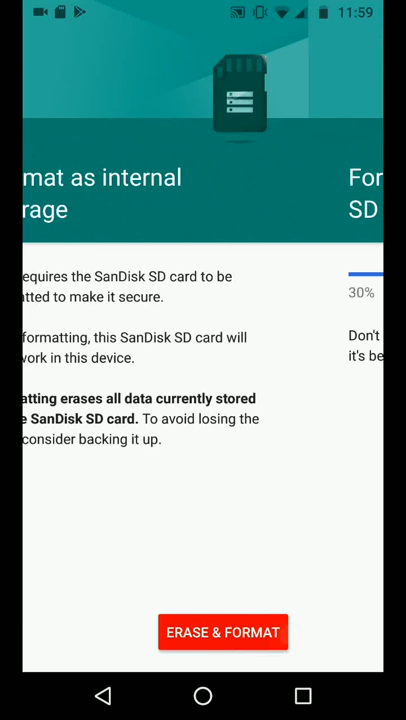 11:59
mat as internal
rage
For
SD
equires the SanDisk SD card to be
tted to make it secure.
formatting, this SanDisk SD card will
work in this device.
atting erases all data currently stored
e SanDisk SD card. To avoid losing the
consider backing it up.
30%
Don't
it's be
ERASE & FORMAT